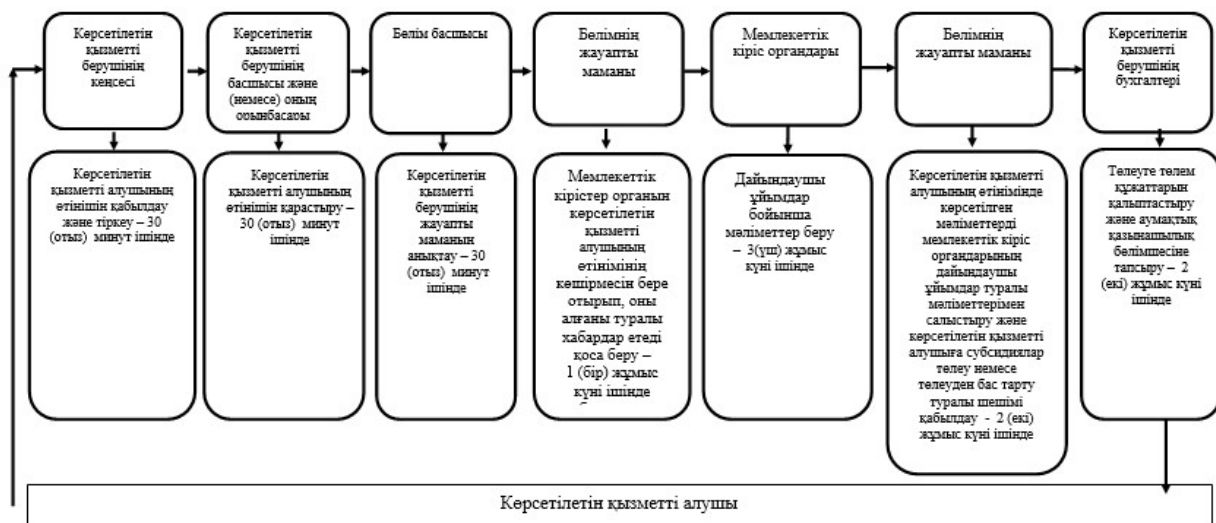 Көрсетілетін
қызметті
берушінің
кеңсесі
Көрсетілетін
қызметті
берушінің
басшысы және
(немесе) оның
орынбасары
Бөлім басшысы
Бөлімнің
жауапты
маманы
Мемлекеттік
кіріс органдары
Бөлімнің
жауапты маманы
Көрсетілетін
қызметті
берушінің
бухгалтері
Көрсетілетін
қызметті алушының
өтінішін қабылдау
және тіркеу – 30
(отыз) минут ішінде
Көрсетілетін
қызметті алушының
өтінішін қарастыру –
30 (отыз) минут
ішінде
Көрсетілетін
қызметті
берушінің
жауапты
маманын
анықтау – 30
(отыз) минут
ішінде
Мемлекеттік
кірістер органын
көрсетілетін
қызметті
алушының
өтінімінің
көшірмесін бере
отырып, оны
алғаны туралы
хабардар етеді
қоса беру –
1 (бір) жұмыс
күні ішінде
Дайындаушы
ұйымдар
бойынша
мәліметтер беру
– 3(үш) жұмыс
күні ішінде
Көрсетілетін қызметті
алушының өтінімінде
көрсетілген
мәліметтерді
мемлекеттік кіріс
органдарының
дайындаушы
ұйымдар туралы
мәліметтерімен
салыстыру және
көрсетілетін қызметті
алушыға субсидиялар
төлеу немесе
төлеуден бас тарту
туралы шешімі
қабылдау - 2 (екі)
жұмыс күні ішінде
Төлеуге төлем
құжаттарын
қалыптастыру
және аумақтық
қазынашылық
бөлімшесіне
тапсыру – 2
(екі) жұмыс күні
ішінде
Көрсетілетін қызметті алушы